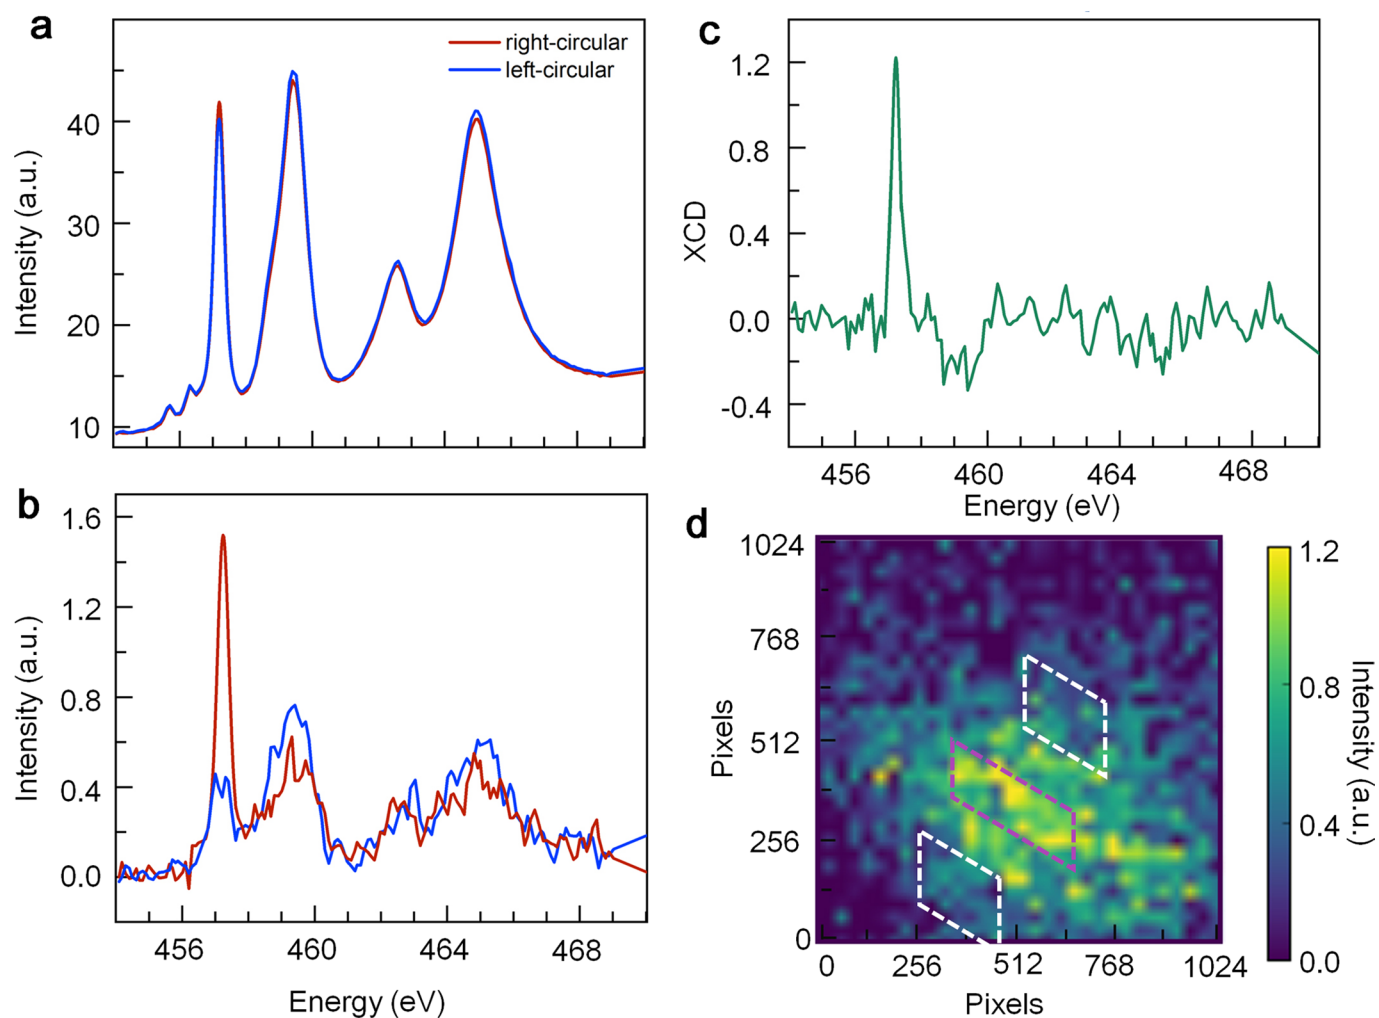 a
right-circular
left-circular
40
30
20
10
Intensity (a.u.)
b
1.6
1.2
0.8
0.4
0.0
Intensity (a.u.)
456
460
464
468
Energy (eV)
c
1.2
0.8
0.4
0.0
-0.4
XCD
456
460
464
468
Energy (eV)
d
1024
768
512
256
0
Pixels
0
256
512
768
1024
Pixels
1.2
0.8
0.4
0.0
Intensity (a.u.)